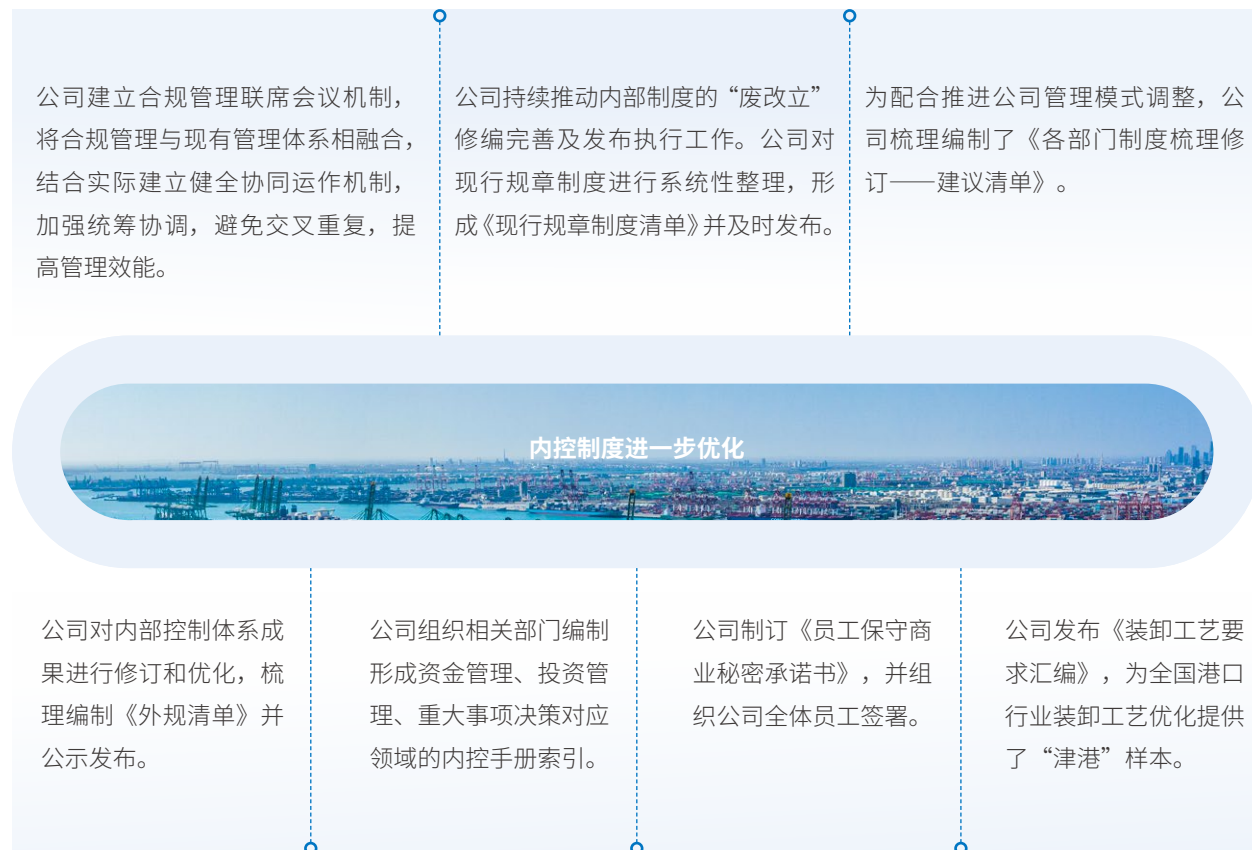 公司建立合规管理联席会议机制，
将合规管理与现有管理体系相融合，
结合实际建立健全协同运作机制，
加强统筹协调，避免交叉重复，提
高管理效能。
公司持续推动内部制度的“废改立”
修编完善及发布执行工作。公司对
现行规章制度进行系统性整理，形
成《现行规章制度清单》并及时发布。
为配合推进公司管理模式调整，公
司梳理编制了《各部门制度梳理修
订——建议清单》。
内控制度进一步优化
公司对内部控制体系成
果进行修订和优化，梳
理编制《外规清单》并
公示发布。
公司组织相关部门编制
形成资金管理、投资管
理、重大事项决策对应
领域的内控手册索引。
公司制订《员工保守商
业秘密承诺书》，并组
织公司全体员工签署。
公司发布《装卸工艺要
求汇编》，为全国港口
行业装卸工艺优化提供
了“津港”样本。